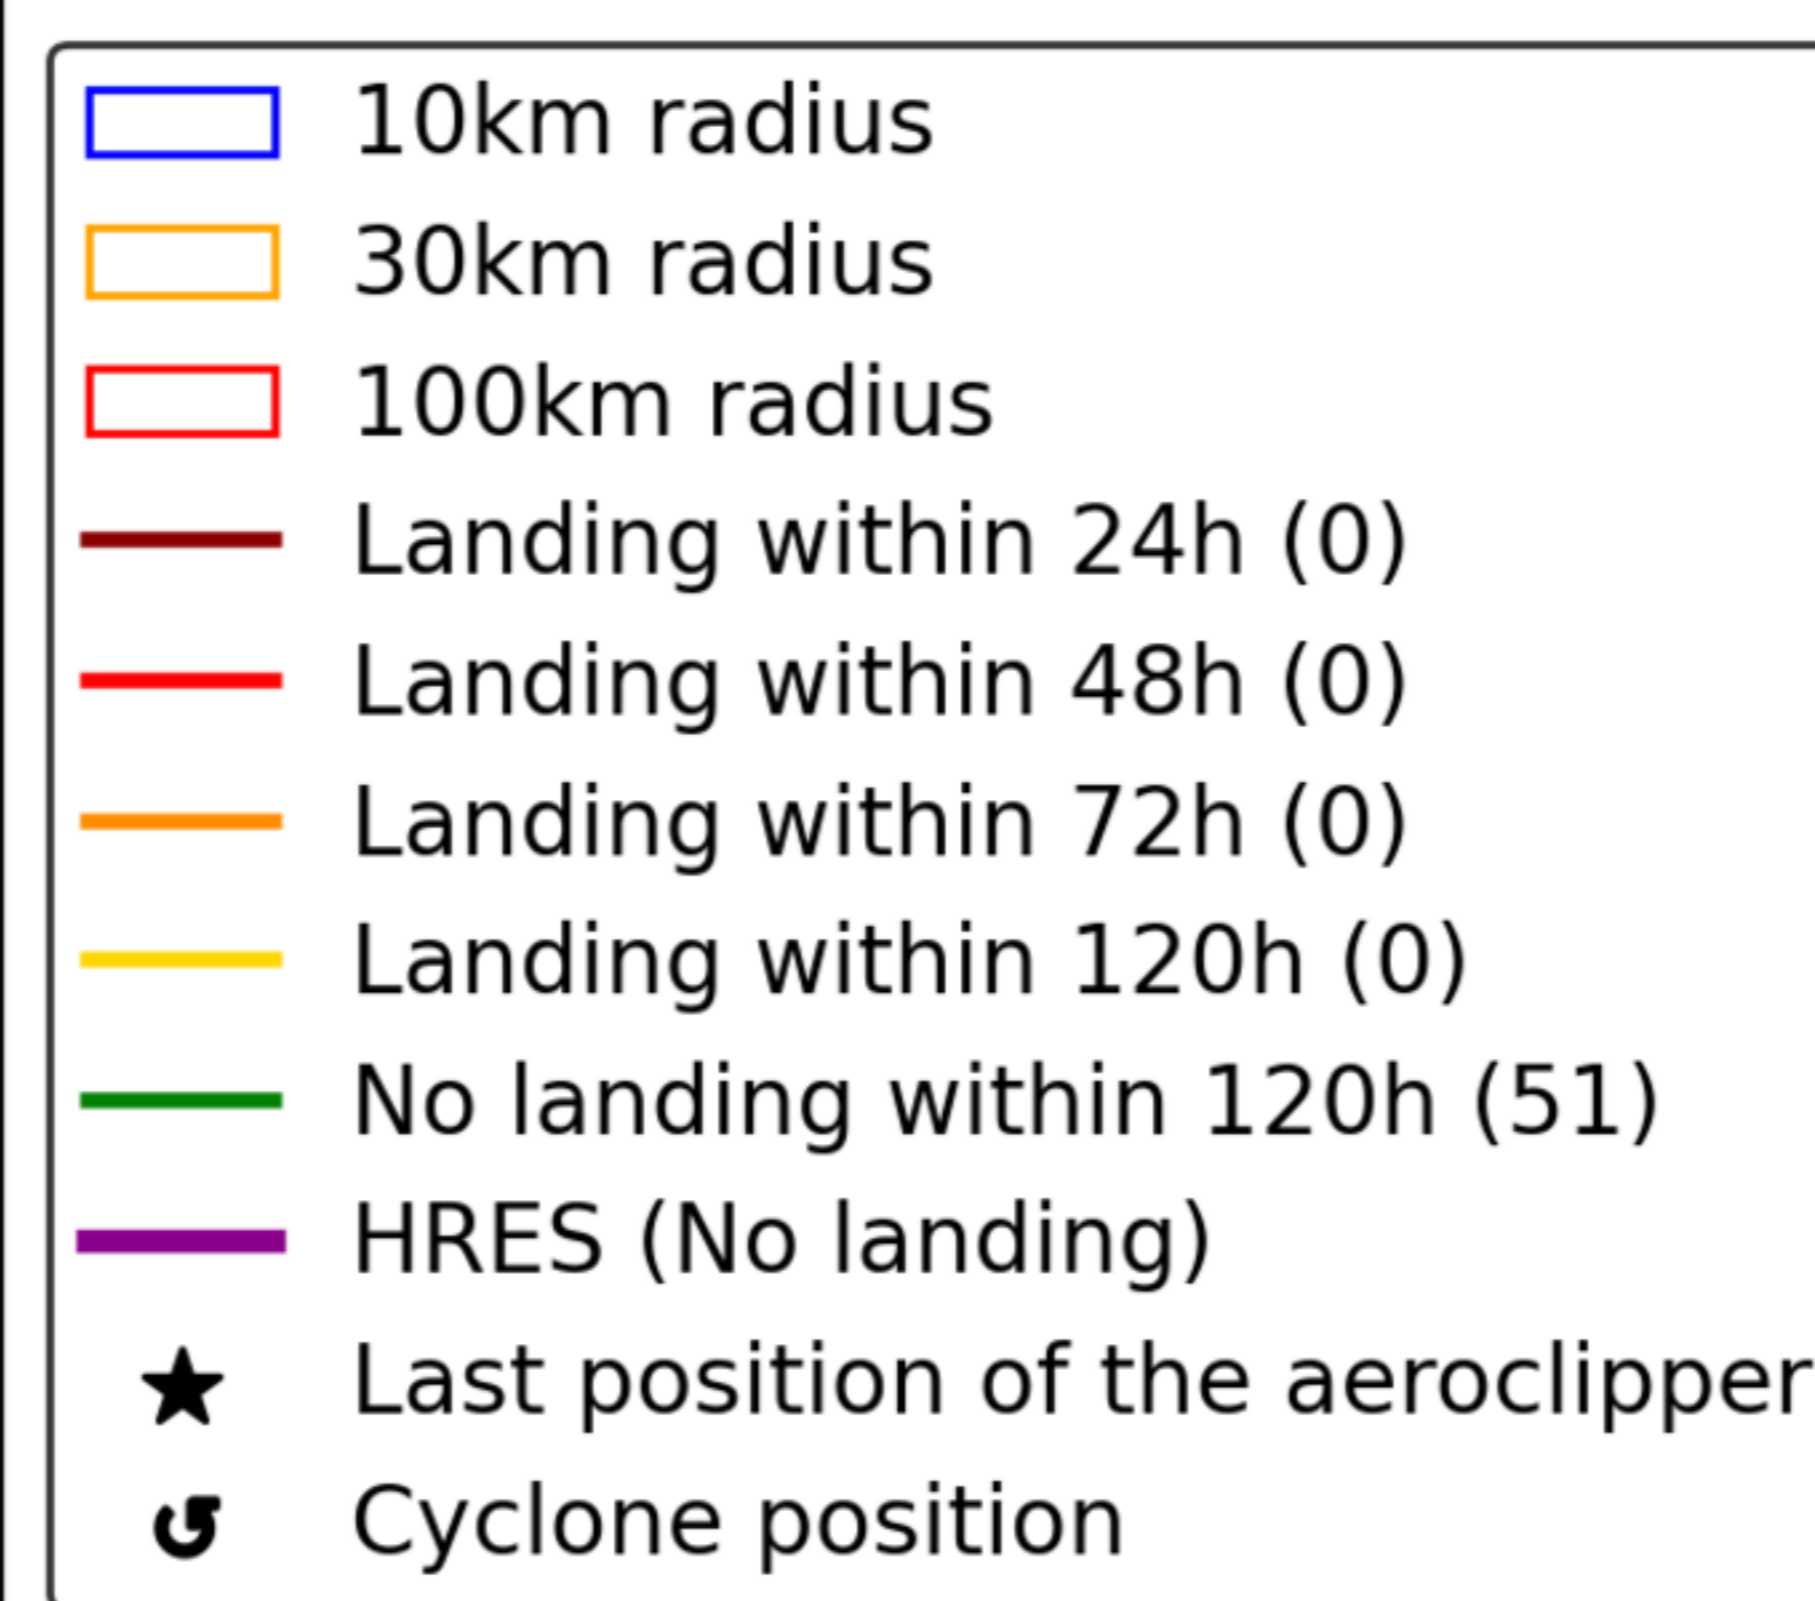 10km radius
30km radius
100km radius
Landing within 24h (0)
Landing within 48h (0)
Landing within 72h (0)
Landing within 120h (0)
No landing within 120h (51)
HRES (No landing)
Last position of the aeroclipper
Cyclone position